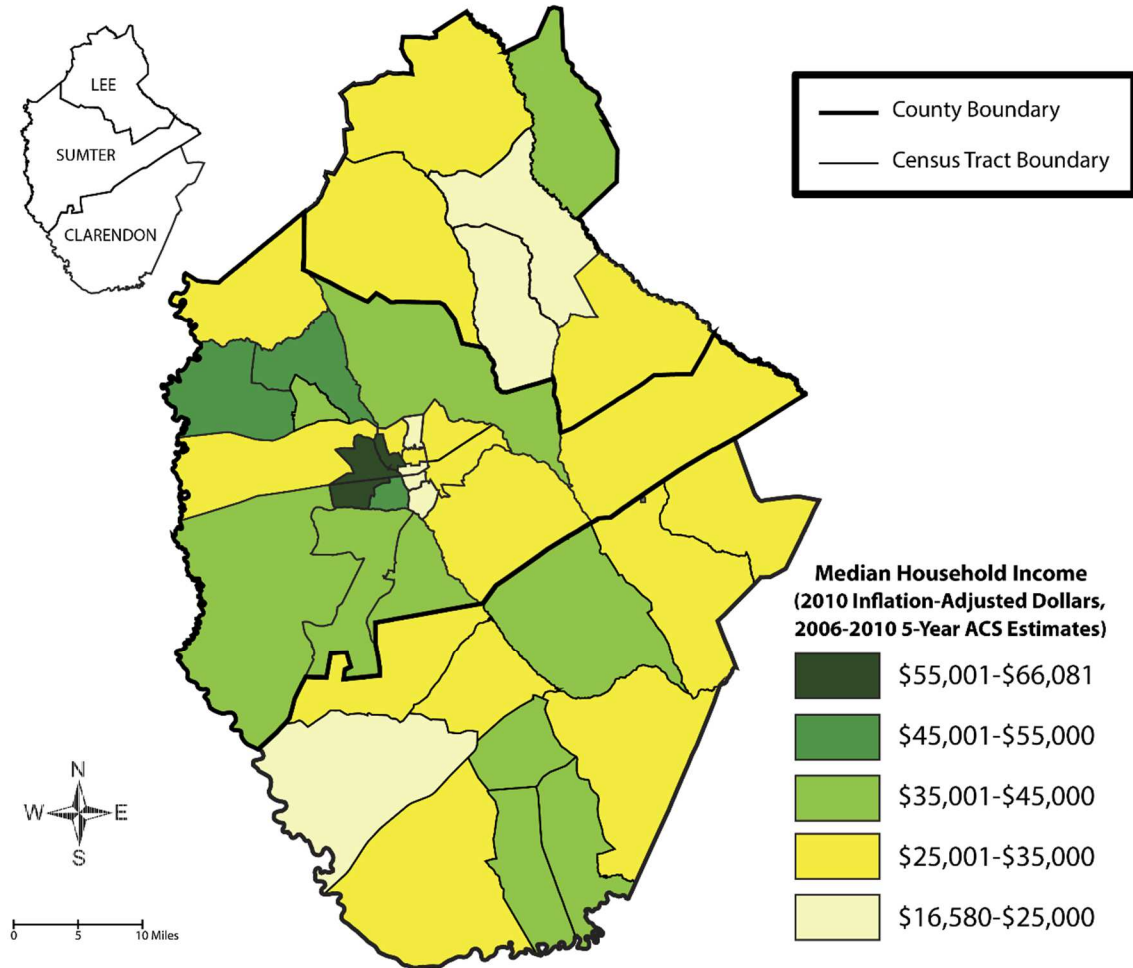 LEE
SUMTER
CLARENDON
County Boundary
Census Tract Boundary
Median Household Income
(2010 Inflation-Adjusted Dollars,
2006-2010 5-Year ACS Estimates)
$55,001-$66,081
$45,001-$55,000
$35,001-$45,000
$25,001-$35,000
$16,580-$25,000
N
W E
S
0 5 10 Miles